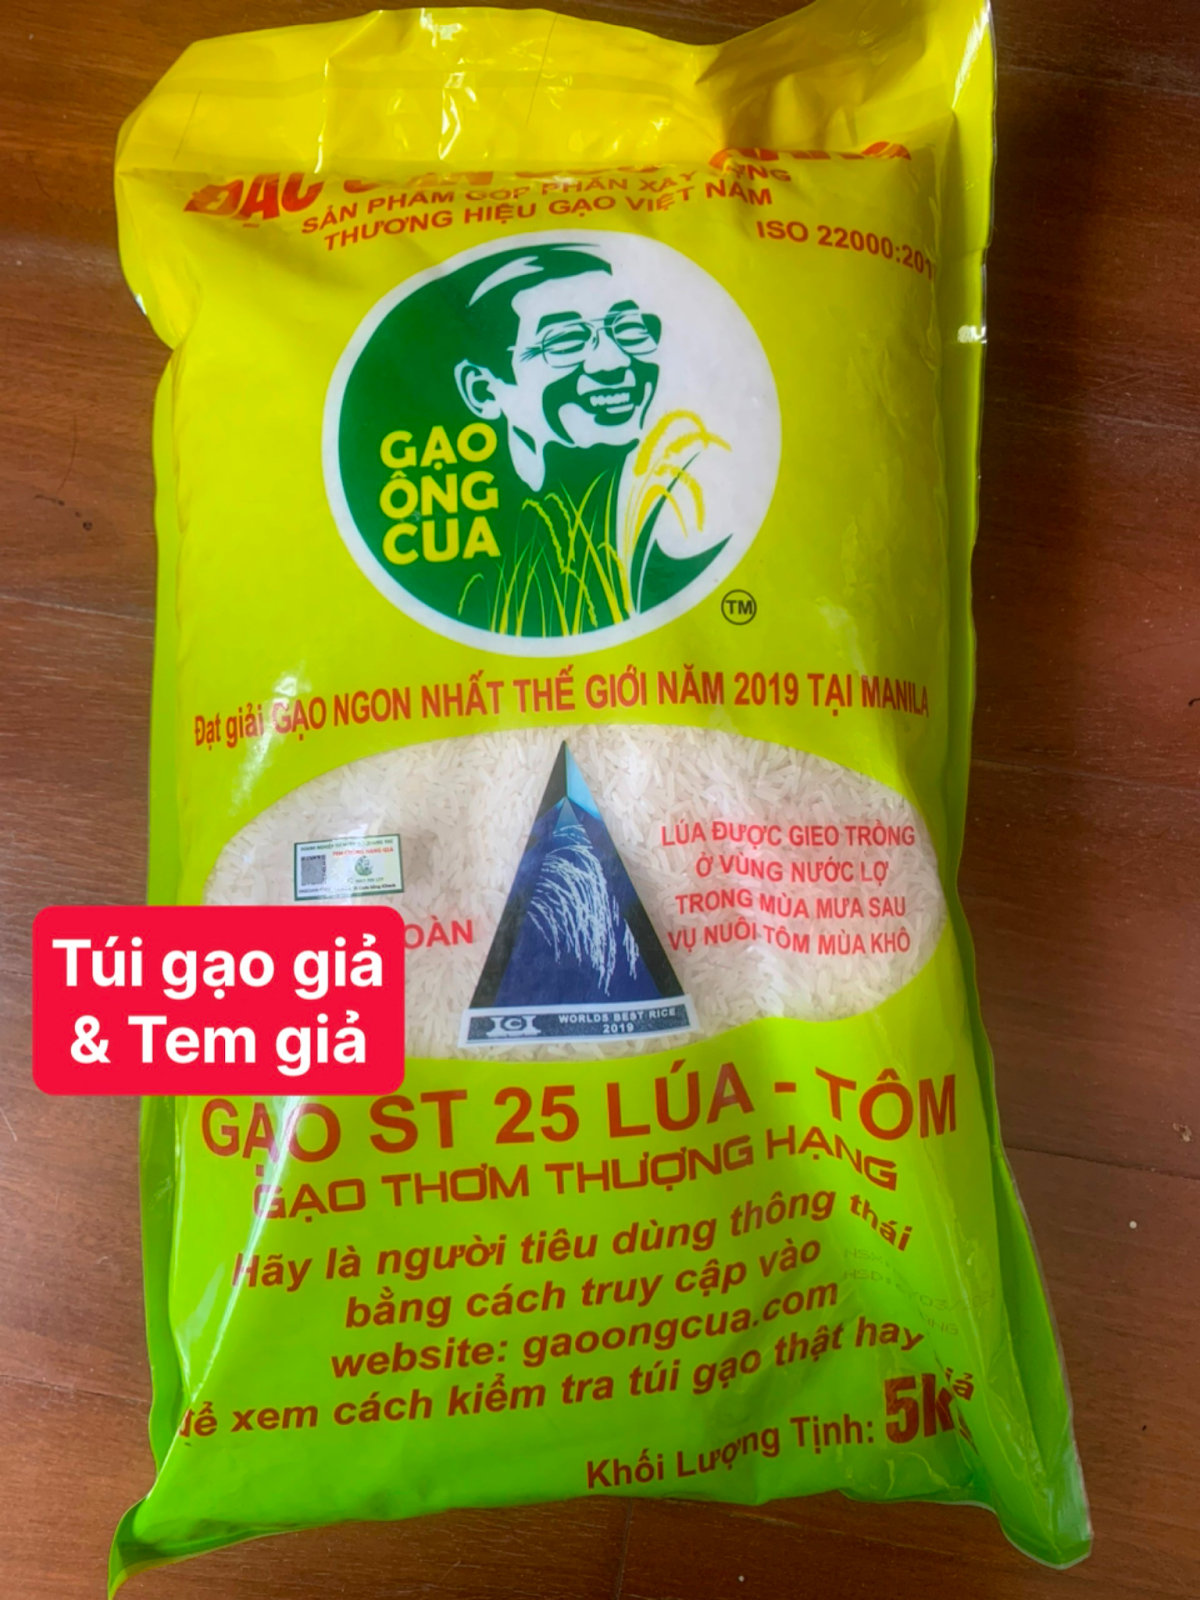 ĐẶC
SẢN PHẨM GÓP PHẦN XÂY DỰNG
THƯƠNG HIỆU GẠO VIỆT NAM
ISO 22000:201
GẠO
ÔNG
CUA
TM
Đạt giải GẠO NGON NHẤT THẾ GIỚI NĂM 2019 TẠI MANILA
LÚA ĐƯỢC GIEO TRỒNG
Ở VÙNG NƯỚC LỢ
TRONG MÙA MƯA SAU
VỤ NUÔI TÔM MÙA KHÔ
OÀN
Túi gạo giả
& Tem giả
WORLDS BEST RICE
2019
GẠO ST 25 LÚA - TÔM
GẠO THƠM THƯỢNG HẠNG
Hãy là người tiêu dùng thông thái
bằng cách truy cập vào
website: gaoongcua.com
để xem cách kiểm tra túi gạo thật hay giả
Khối Lượng Tịnh: 5k